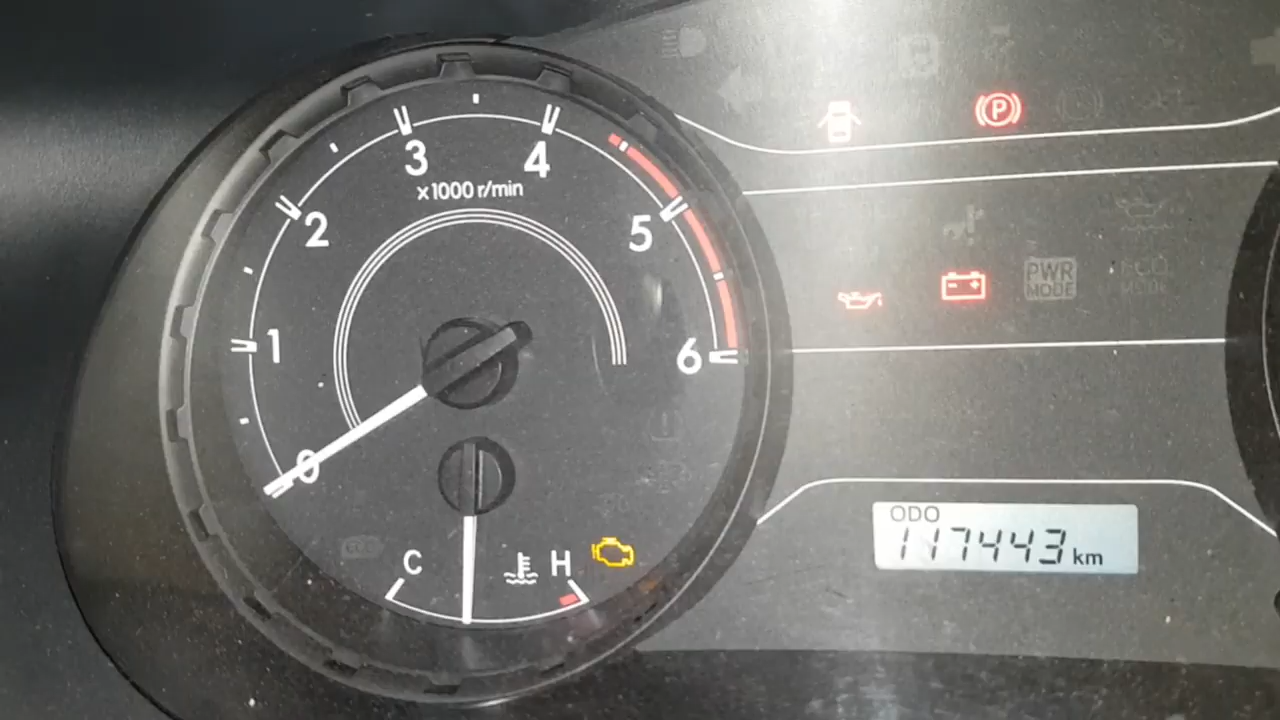 3 4
x1000 r/min
2 5
1 6
0
P
PWR
MODE
ECO
MODE
C H
ODO
117443 km